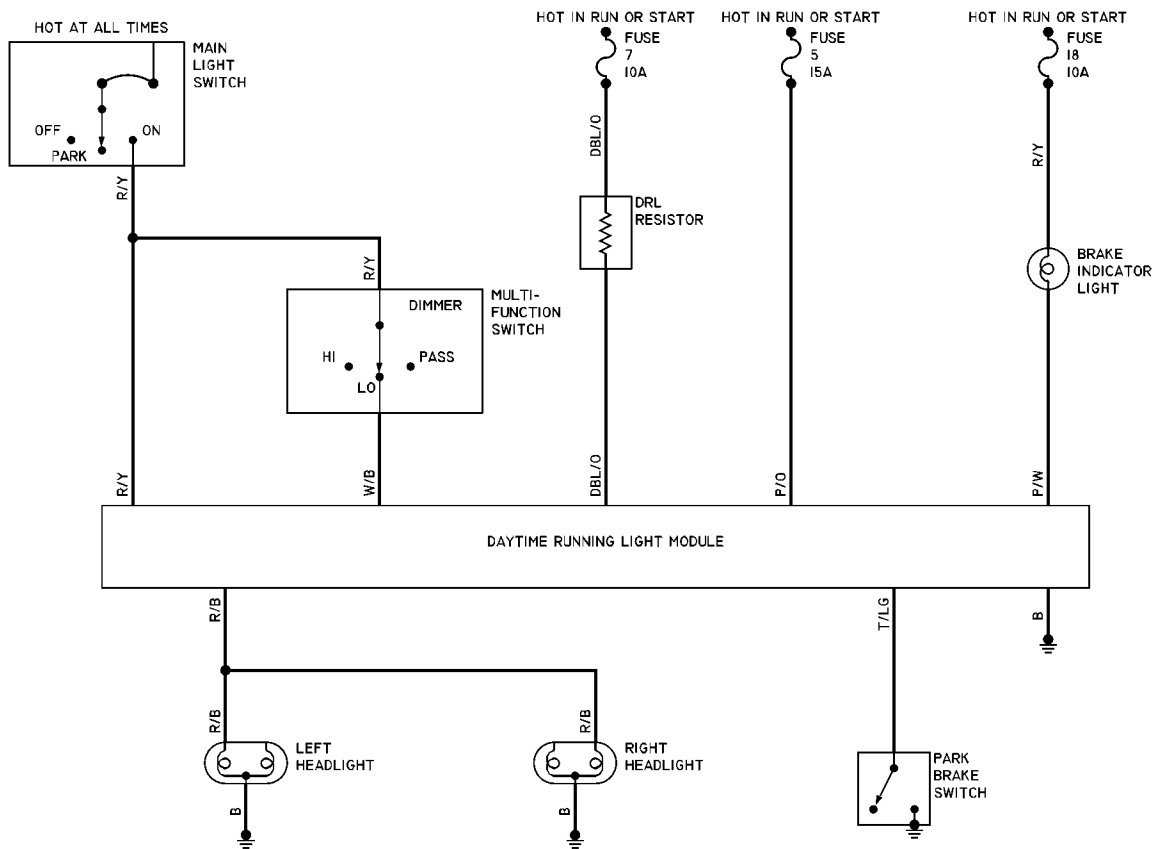 HOT AT ALL TIMES
HOT IN RUN OR START
HOT IN RUN OR START
HOT IN RUN OR START
MAIN
LIGHT
SWITCH
FUSE
7
10A
FUSE
5
15A
FUSE
18
10A
OFF
ON
PARK
R/Y
DBL/O
R/Y
DRL
RESISTOR
R/Y
BRAKE
INDICATOR
LIGHT
DIMMER
MULTI-
FUNCTION
SWITCH
HI
PASS
LO
R/Y
W/B
DBL/O
P/O
P/W
DAYTIME RUNNING LIGHT MODULE
R/B
T/LG
B
R/B
R/B
LEFT
HEADLIGHT
RIGHT
HEADLIGHT
PARK
BRAKE
SWITCH
B
B